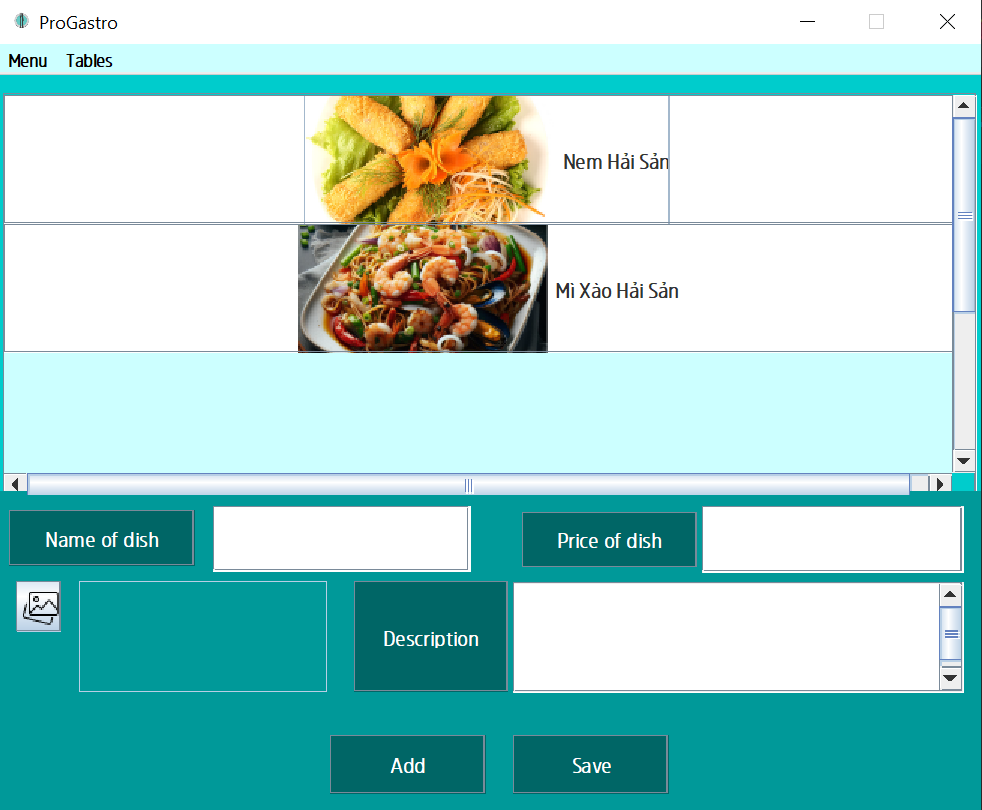 ProGastro
Menu Tables
Nem Hải Sản
Mì Xào Hải Sản
Name of dish
Price of dish
Description
Add
Save